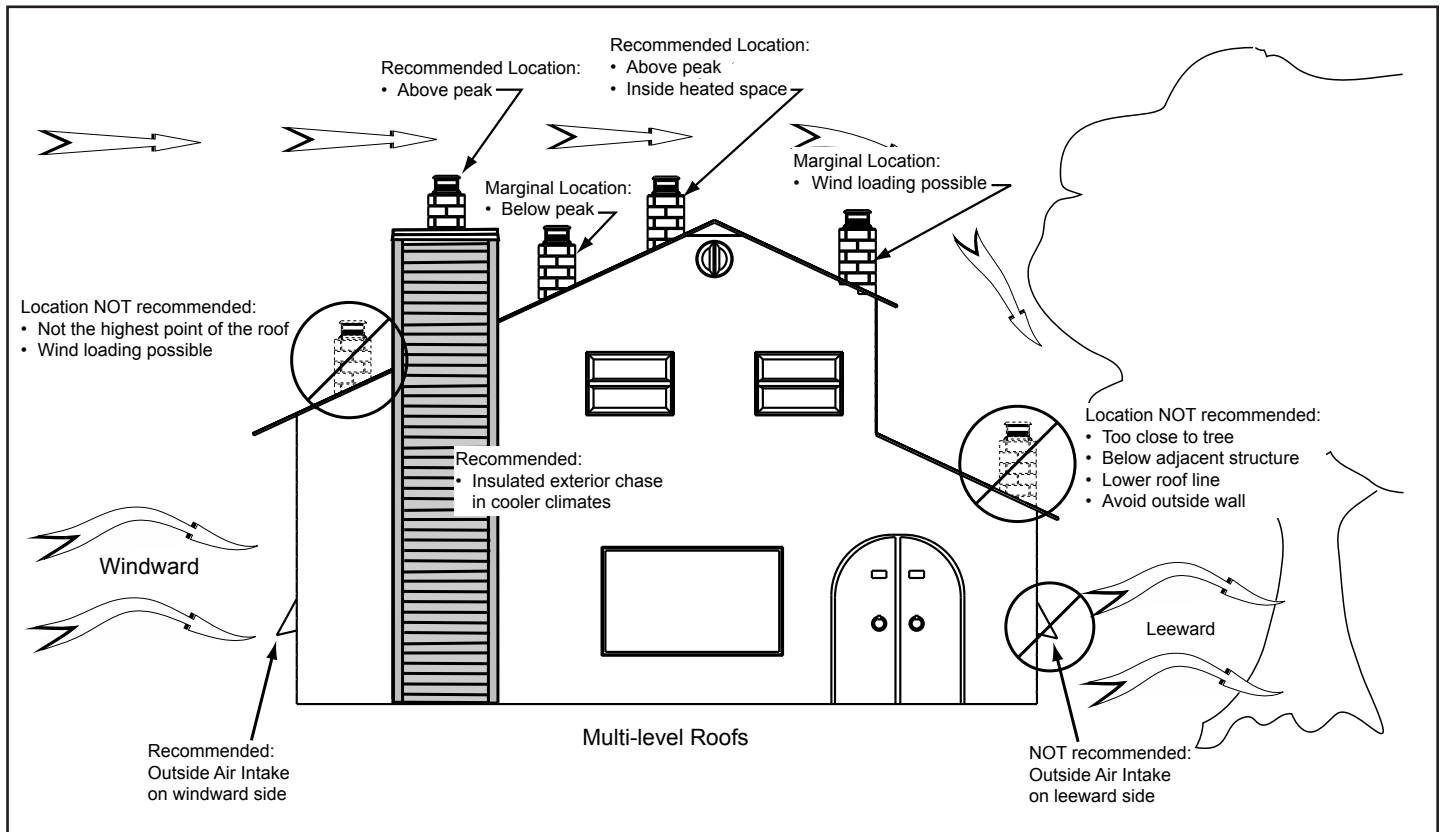 Recommended Location:
• Above peak
Recommended Location:
• Above peak
• Inside heated space
Marginal Location:
• Below peak
Marginal Location:
• Wind loading possible
Location NOT recommended:
• Not the highest point of the roof
• Wind loading possible
Recommended:
• Insulated exterior chase
in cooler climates
Location NOT recommended:
• Too close to tree
• Below adjacent structure
• Lower roof line
• Avoid outside wall
Windward
Leeward
Recommended:
Outside Air Intake
on windward side
Multi-level Roofs
NOT recommended:
Outside Air Intake
on leeward side